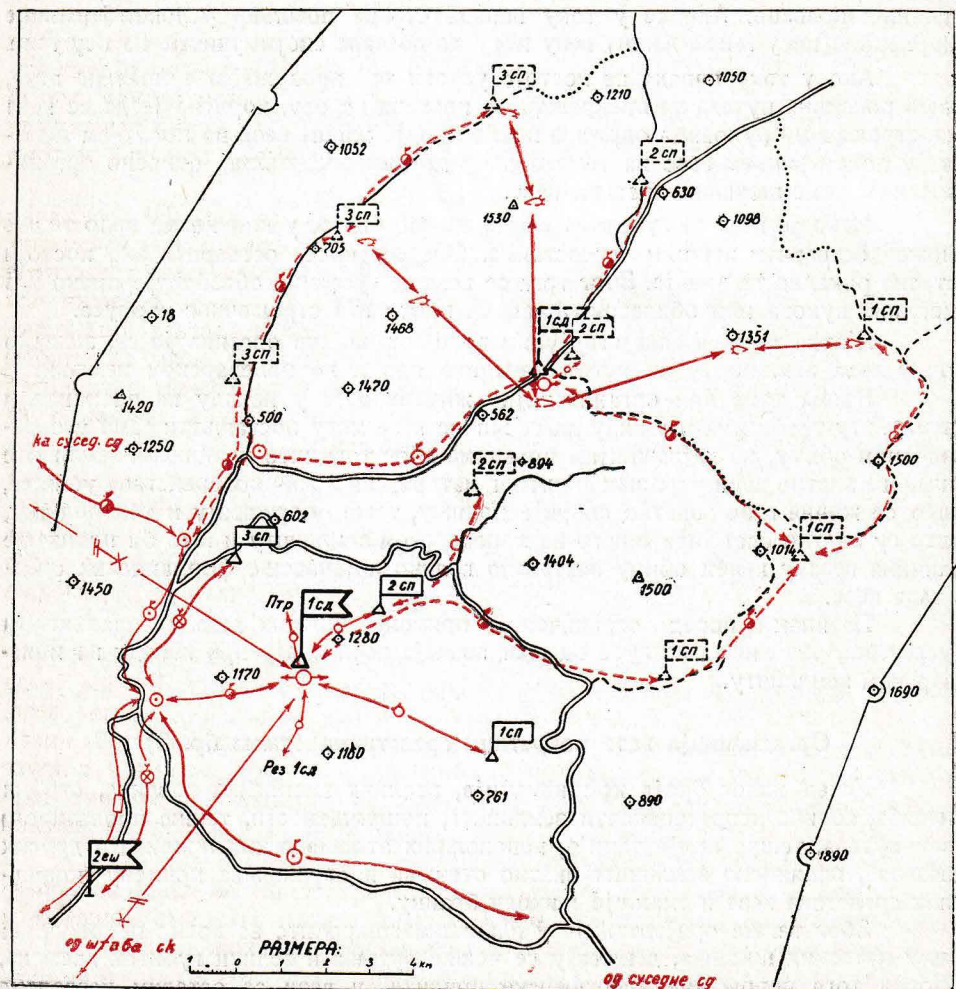 3 сп
1210
1050
1052
2 сп
3 сп
1530
630
1098
705
18
1468
1 сд
2 сп
1351
1 сп
3 сп
1420
1470
500
562
1250
ка сусед. сд
2 сп
894
1500
602
3 сп
1 сп
1014
1404
1500
1450
Птр
1 сд
2 сп
1280
1170
1 сп
1690
1 сп
Рез 1 сд
1180
761
890
2 еш
1890
од штаба ск
РАЗМЕРА:
1 0 1 2 3 4 км
од суседне сд